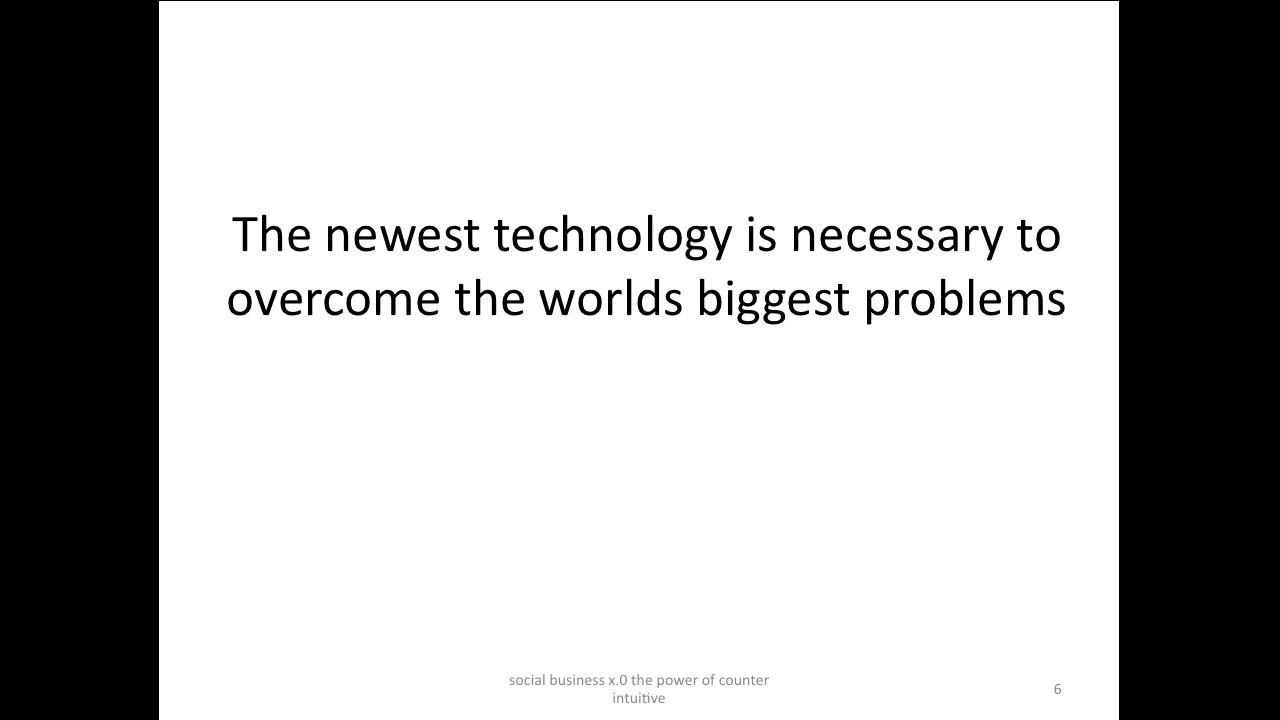 The newest technology is necessary to
overcome the worlds biggest problems
social business x.0 the power of counter
intuitive
6